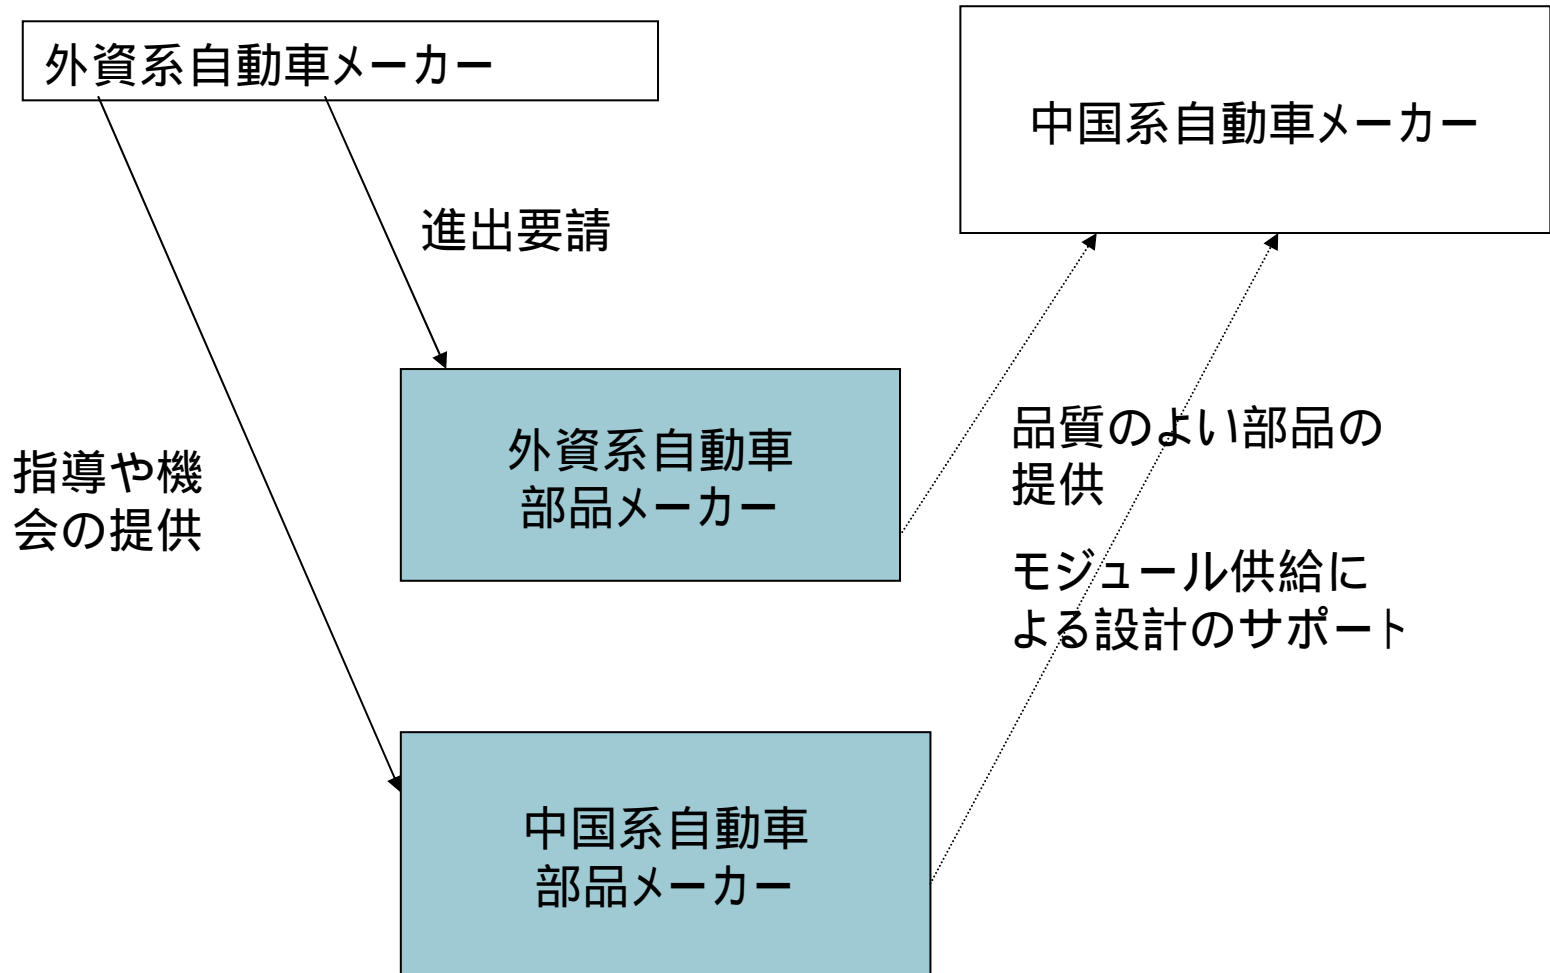 外資系自動車メーカー
中国系自動車メーカー
進出要請
外資系自動車
部品メーカー
品質のよい部品の
提供
指導や機
会の提供
モジュール供給に
よる設計のサポート
中国系自動車
部品メーカー